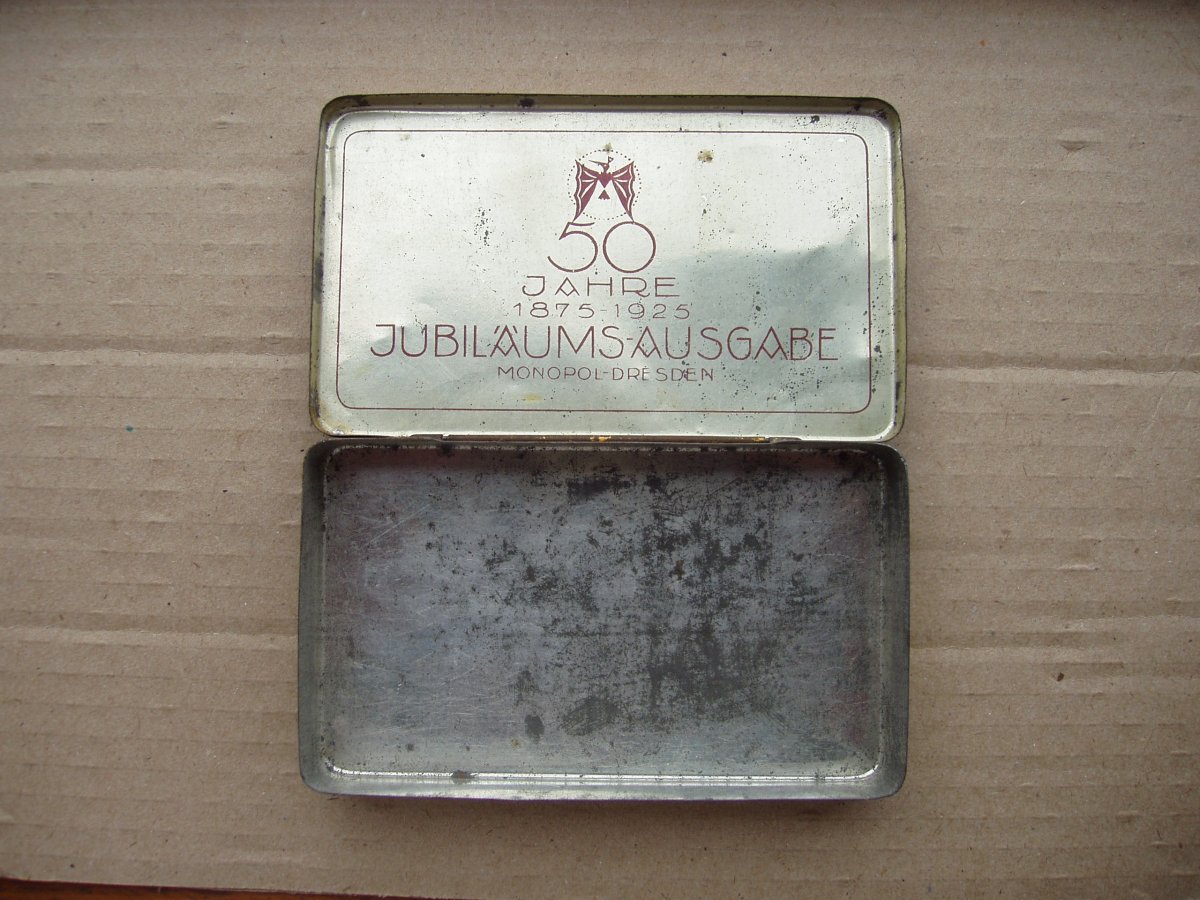 50
JAHRE
1875-1925
JUBILÄUMS-AUSGABE
MONOPOL-DRESDEN